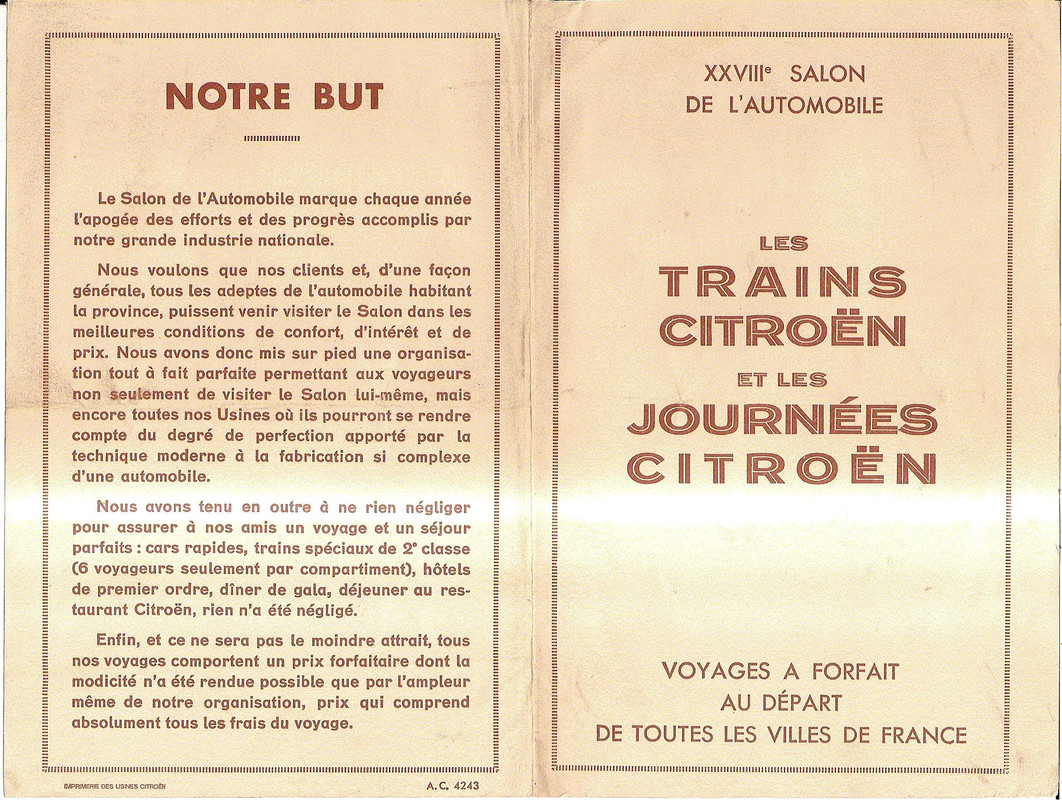 NOTRE BUT
Le Salon de l'Automobile marque chaque année
l'apogée des efforts et des progrès accomplis par
notre grande industrie nationale.
Nous voulons que nos clients et, d'une façon
générale, tous les adeptes de l'automobile habitant
la province, puissent venir visiter le Salon dans les
meilleures conditions de confort, d'intérêt et de
prix. Nous avons donc mis sur pied une organisa-
tion tout à fait parfaite permettant aux voyageurs
non seulement de visiter le Salon lui-même, mais
encore toutes nos Usines où ils pourront se rendre
compte du degré de perfection apporté par la
technique moderne à la fabrication si complexe
d'une automobile.
Nous avons tenu en outre à ne rien négliger
pour assurer à nos amis un voyage et un séjour
parfaits : cars rapides, trains spéciaux de 2e classe
(6 voyageurs seulement par compartiment), hôtels
de premier ordre, dîner de gala, déjeuner au res-
taurant Citroën, rien n'a été négligé.
Enfin, et ce ne sera pas le moindre attrait, tous
nos voyages comportent un prix forfaitaire dont la
modicité n'a été rendue possible que par l'ampleur
même de notre organisation, prix qui comprend
absolument tous les frais du voyage.
IMPRIMERIE DES USINES CITROËN
A.C. 4243
XXVIIIe SALON
DE L'AUTOMOBILE
LES
TRAINS
CITROËN
ET LES
JOURNÉES
CITROËN
VOYAGES A FORFAIT
AU DÉPART
DE TOUTES LES VILLES DE FRANCE